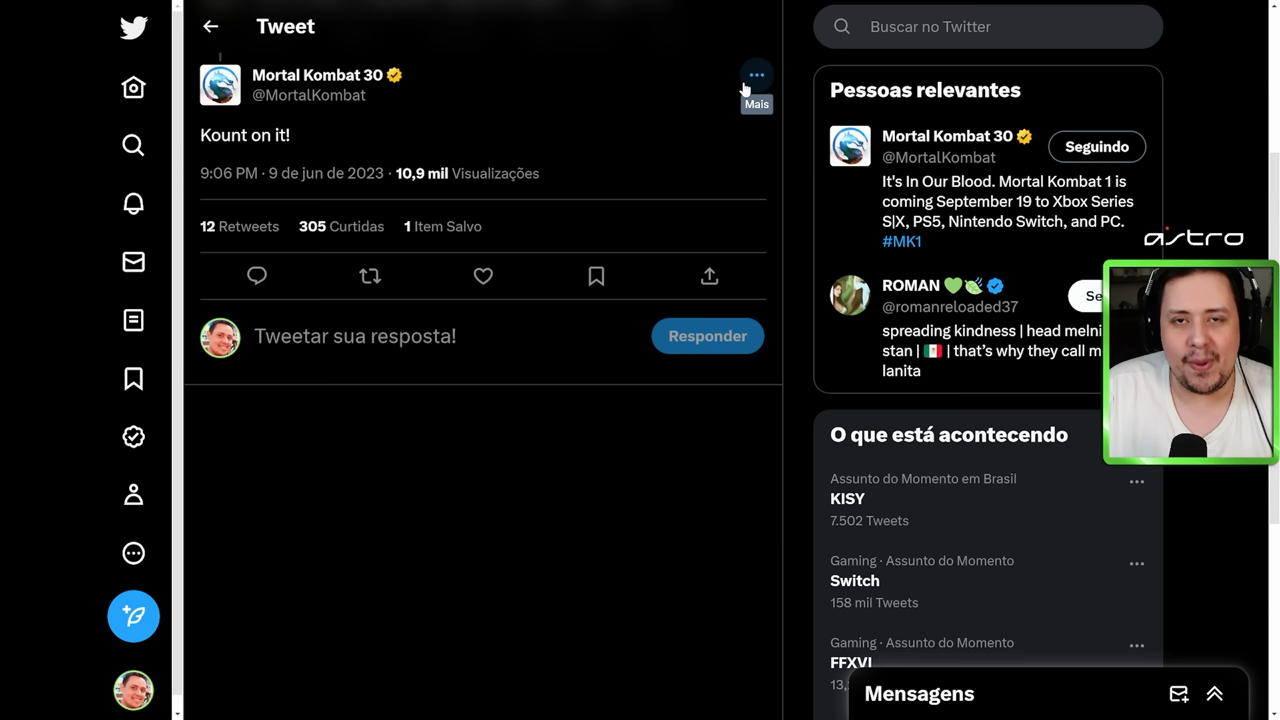 Tweet
Mortal Kombat 30
@MortalKombat
Mais
Kount on it!
9:06 PM · 9 de jun de 2023 · 10,9 mil Visualizações
12 Retweets 305 Curtidas 1 Item Salvo
Tweetar sua resposta!
Responder
Buscar no Twitter
Pessoas relevantes
Mortal Kombat 30
@MortalKombat
Seguindo
It's In Our Blood. Mortal Kombat 1 is
coming September 19 to Xbox Series
S|X, PS5, Nintendo Switch, and PC.
#MK1
astro
ROMAN 💚🍃
@romanreloaded37
Se
spreading kindness | head melni
stan | 🇲🇽 | that's why they call m
lanita
O que está acontecendo
Assunto do Momento em Brasil
KISY
7.502 Tweets
Gaming · Assunto do Momento
Switch
158 mil Tweets
Gaming · Assunto do Momento
FFXVI
13,
Mensagens